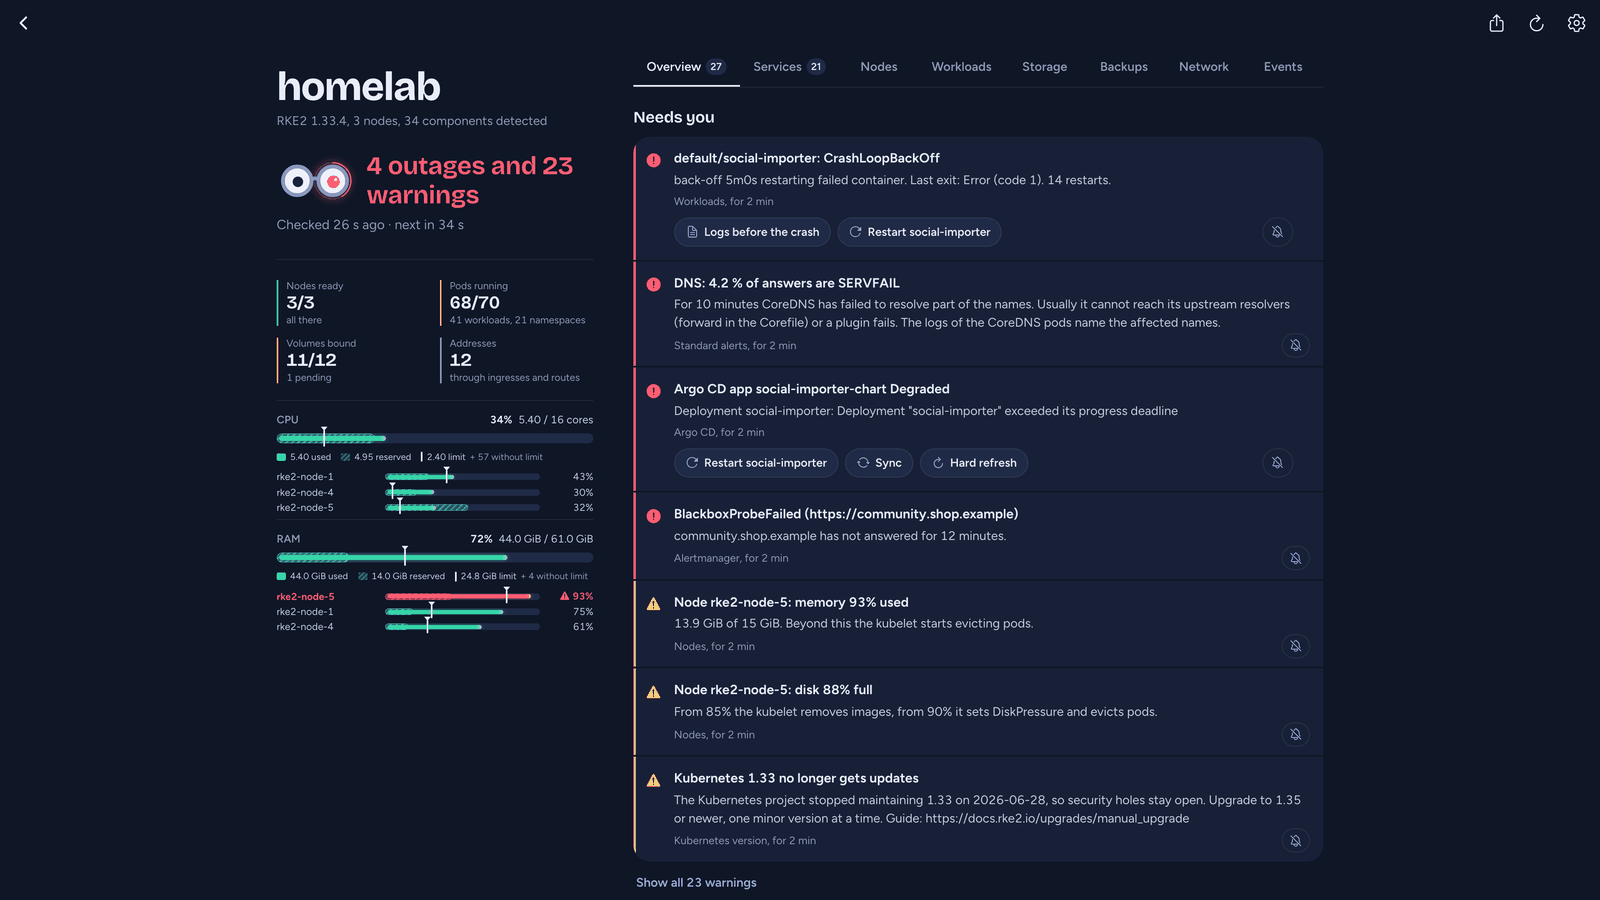 homelab
RKE2 1.33.4, 3 nodes, 34 components detected
4 outages and 23
warnings
Checked 26 s ago · next in 34 s
Nodes ready
3/3
all there
Pods running
68/70
41 workloads, 21 namespaces
Volumes bound
11/12
1 pending
Addresses
12
through ingresses and routes
CPU 34% 5.40 / 16 cores
5.40 used 4.95 reserved 2.40 limit + 57 without limit
rke2-node-1 43%
rke2-node-4 30%
rke2-node-5 32%
RAM 72% 44.0 GiB / 61.0 GiB
44.0 GiB used 14.0 GiB reserved 24.8 GiB limit + 4 without limit
rke2-node-5 93%
rke2-node-1 75%
rke2-node-4 61%
Overview 27 Services 21 Nodes Workloads Storage Backups Network Events
Needs you
default/social-importer: CrashLoopBackOff
back-off 5m0s restarting failed container. Last exit: Error (code 1). 14 restarts.
Workloads, for 2 min
Logs before the crash Restart social-importer
DNS: 4.2 % of answers are SERVFAIL
For 10 minutes CoreDNS has failed to resolve part of the names. Usually it cannot reach its upstream resolvers
(forward in the Corefile) or a plugin fails. The logs of the CoreDNS pods name the affected names.
Standard alerts, for 2 min
Argo CD app social-importer-chart Degraded
Deployment social-importer: Deployment "social-importer" exceeded its progress deadline
Argo CD, for 2 min
Restart social-importer Sync Hard refresh
BlackboxProbeFailed (https://community.shop.example)
community.shop.example has not answered for 12 minutes.
Alertmanager, for 2 min
Node rke2-node-5: memory 93% used
13.9 GiB of 15 GiB. Beyond this the kubelet starts evicting pods.
Nodes, for 2 min
Node rke2-node-5: disk 88% full
From 85% the kubelet removes images, from 90% it sets DiskPressure and evicts pods.
Nodes, for 2 min
Kubernetes 1.33 no longer gets updates
The Kubernetes project stopped maintaining 1.33 on 2026-06-28, so security holes stay open. Upgrade to 1.35
or newer, one minor version at a time. Guide: https://docs.rke2.io/upgrades/manual_upgrade
Kubernetes version, for 2 min
Show all 23 warnings